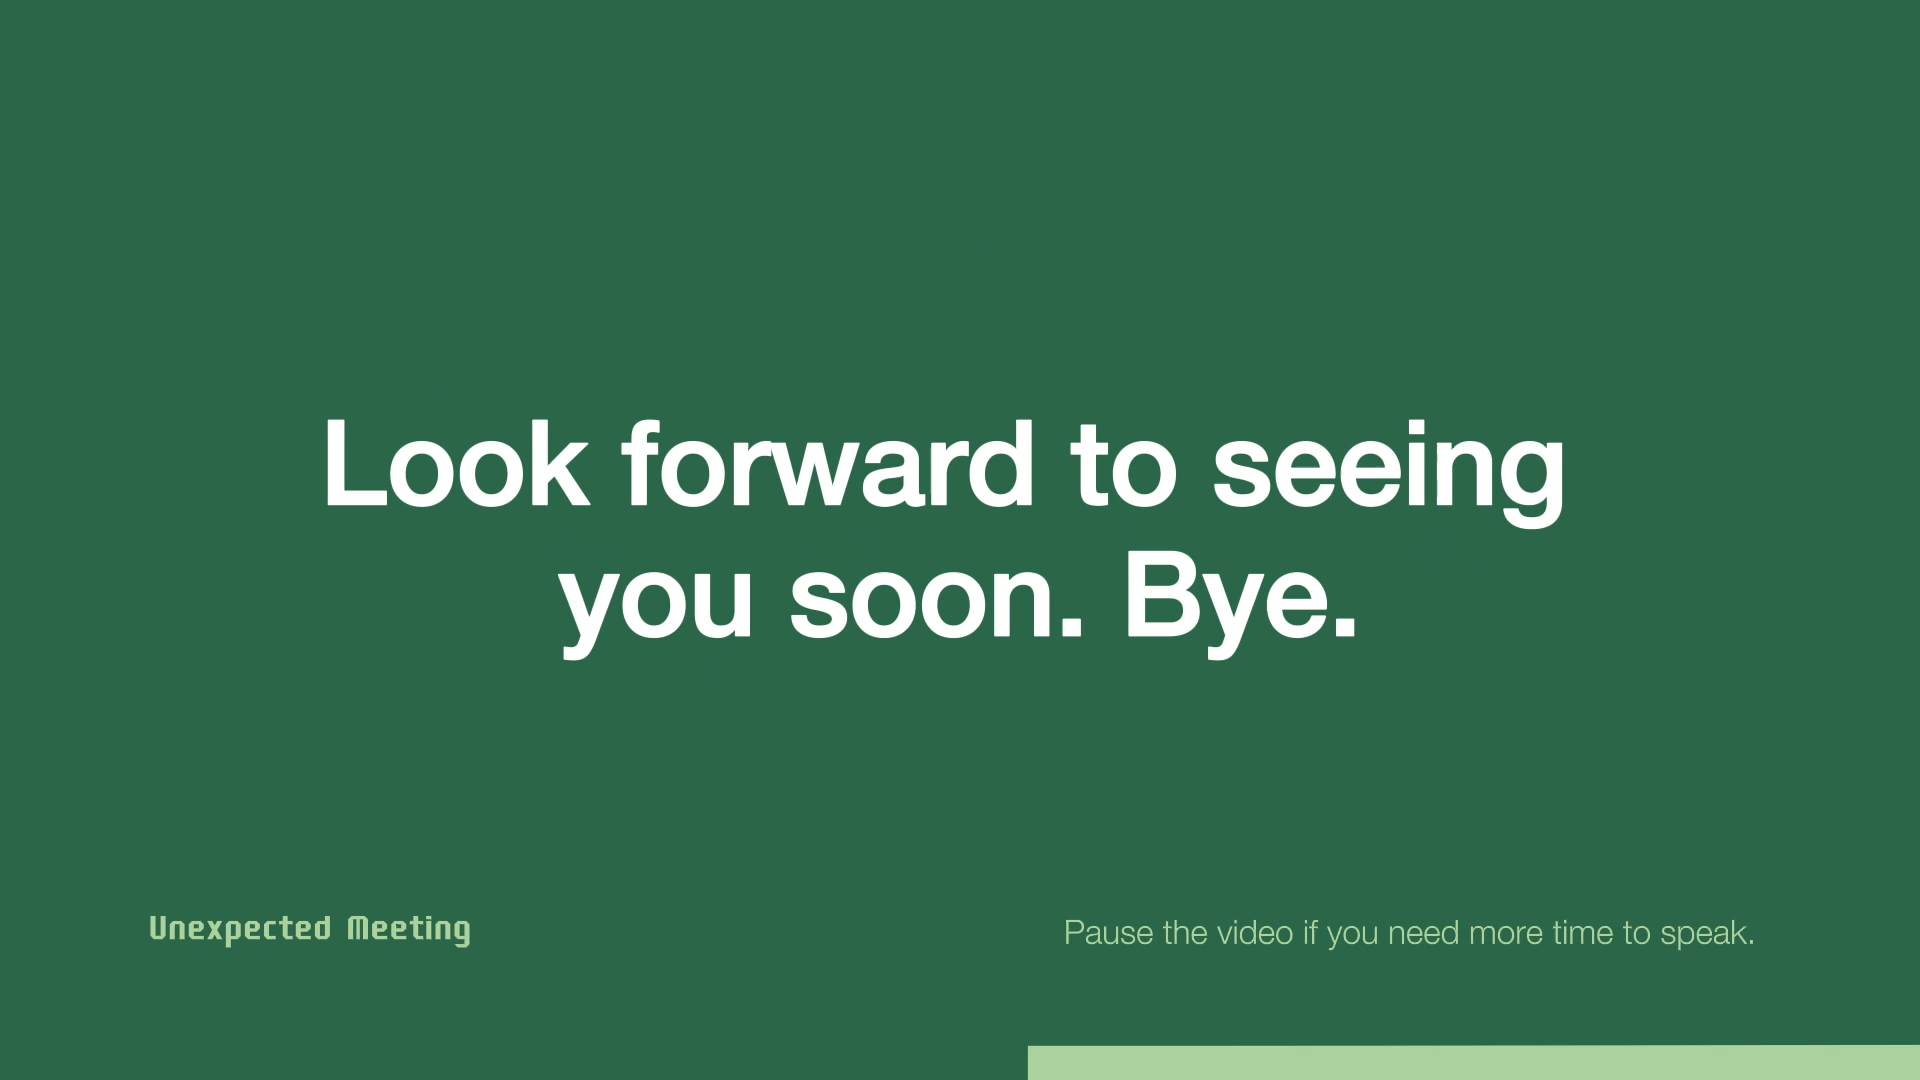 Look forward to seeing
you soon. Bye.
Unexpected Meeting
Pause the video if you need more time to speak.